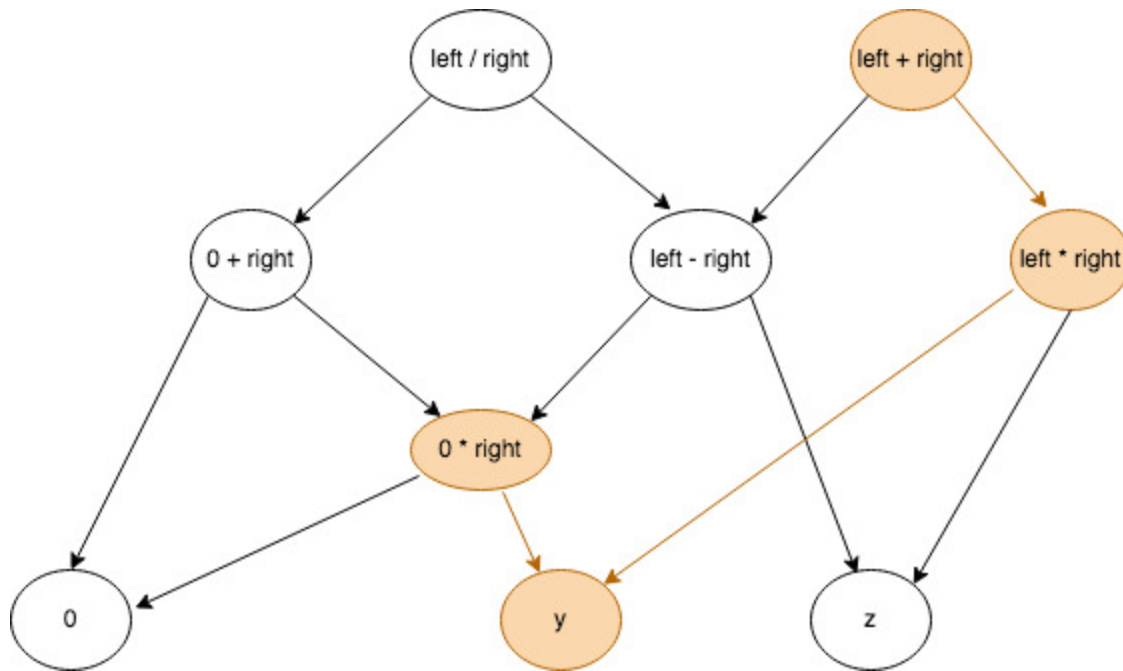 left / right
left + right
0 + right
left - right
left * right
0 * right
0
y
z